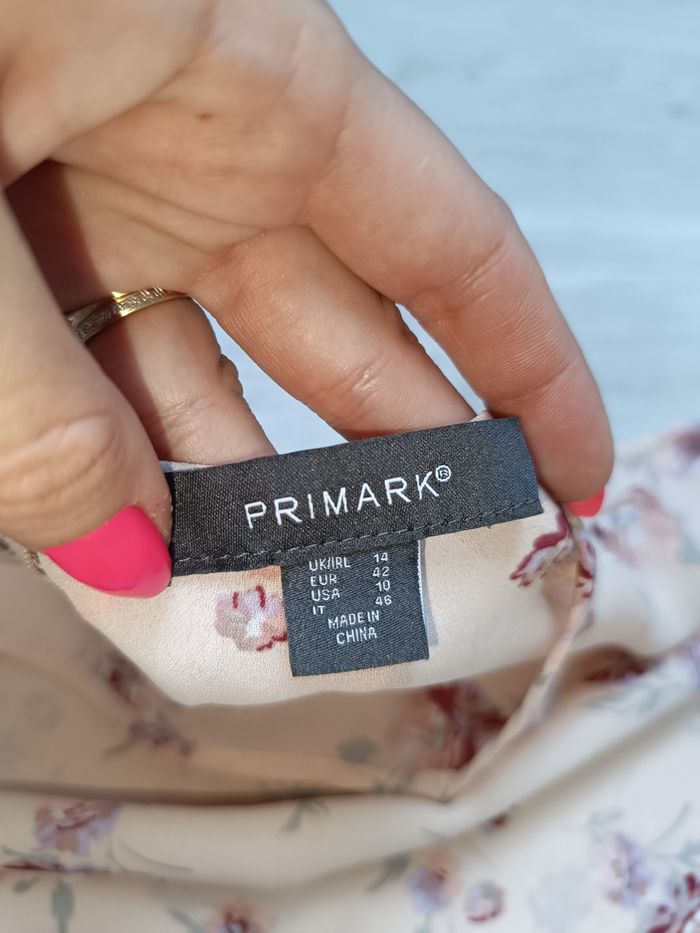 PRIMARK®
UK/IRL 14
EUR 42
USA 10
IT 46
MADE IN
CHINA